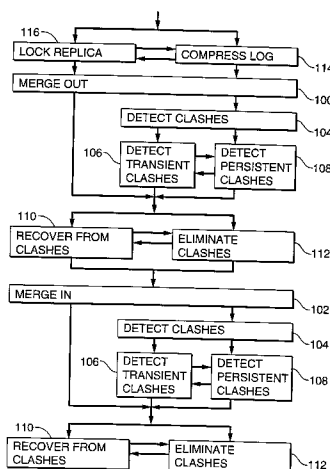 116
LOCK REPLICA
COMPRESS LOG
114
MERGE OUT
100
DETECT CLASHES
104
106
DETECT
TRANSIENT
CLASHES
DETECT
PERSISTENT
CLASHES
108
110
RECOVER FROM
CLASHES
ELIMINATE
CLASHES
112
MERGE IN
102
DETECT CLASHES
104
106
DETECT
TRANSIENT
CLASHES
DETECT
PERSISTENT
CLASHES
108
110
RECOVER FROM
CLASHES
ELIMINATE
CLASHES
112